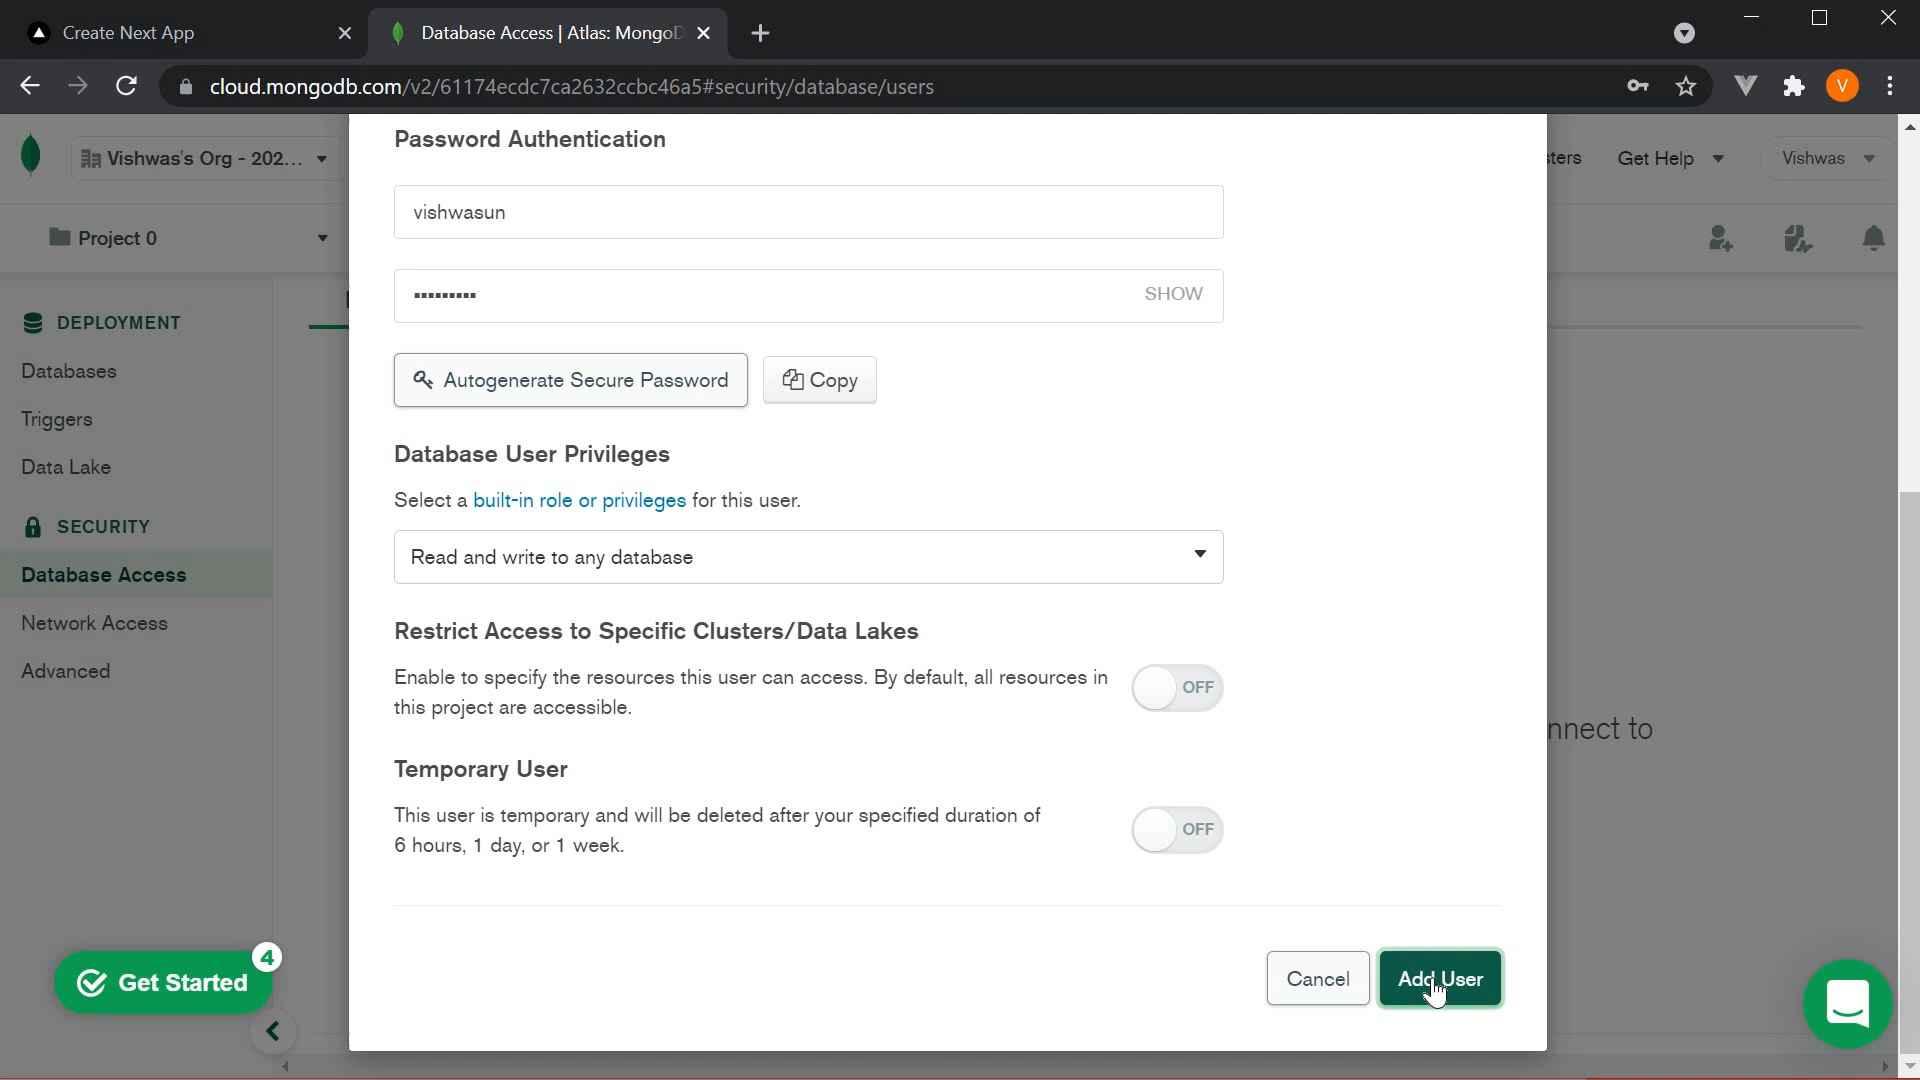 Create Next App
Database Access | Atlas: MongoD
cloud.mongodb.com/v2/61174ecdc7ca2632ccbc46a5#security/database/users
V
Vishwas's Org - 202...
sters
Get Help
Vishwas
Project 0
DEPLOYMENT
Databases
Triggers
Data Lake
SECURITY
Database Access
Network Access
Advanced
4
Get Started
Password Authentication
vishwasun
•••••••••
SHOW
Autogenerate Secure Password
Copy
Database User Privileges
Select a built-in role or privileges for this user.
Read and write to any database
Restrict Access to Specific Clusters/Data Lakes
Enable to specify the resources this user can access. By default, all resources in
this project are accessible.
OFF
Temporary User
This user is temporary and will be deleted after your specified duration of
6 hours, 1 day, or 1 week.
OFF
nnect to
Cancel
Add User